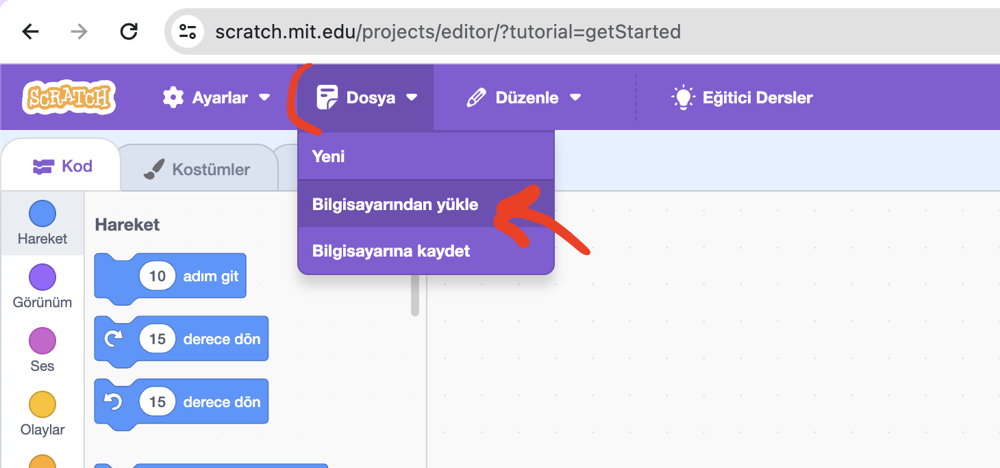 scratch.mit.edu/projects/editor/?tutorial=getStarted
SCRATCH Ayarlar Dosya Düzenle Eğitici Dersler
Yeni
Bilgisayarından yükle
Bilgisayarına kaydet
Kod Kostümler
Hareket
Görünüm
Ses
Olaylar
Hareket
10 adım git
15 derece dön
15 derece dön